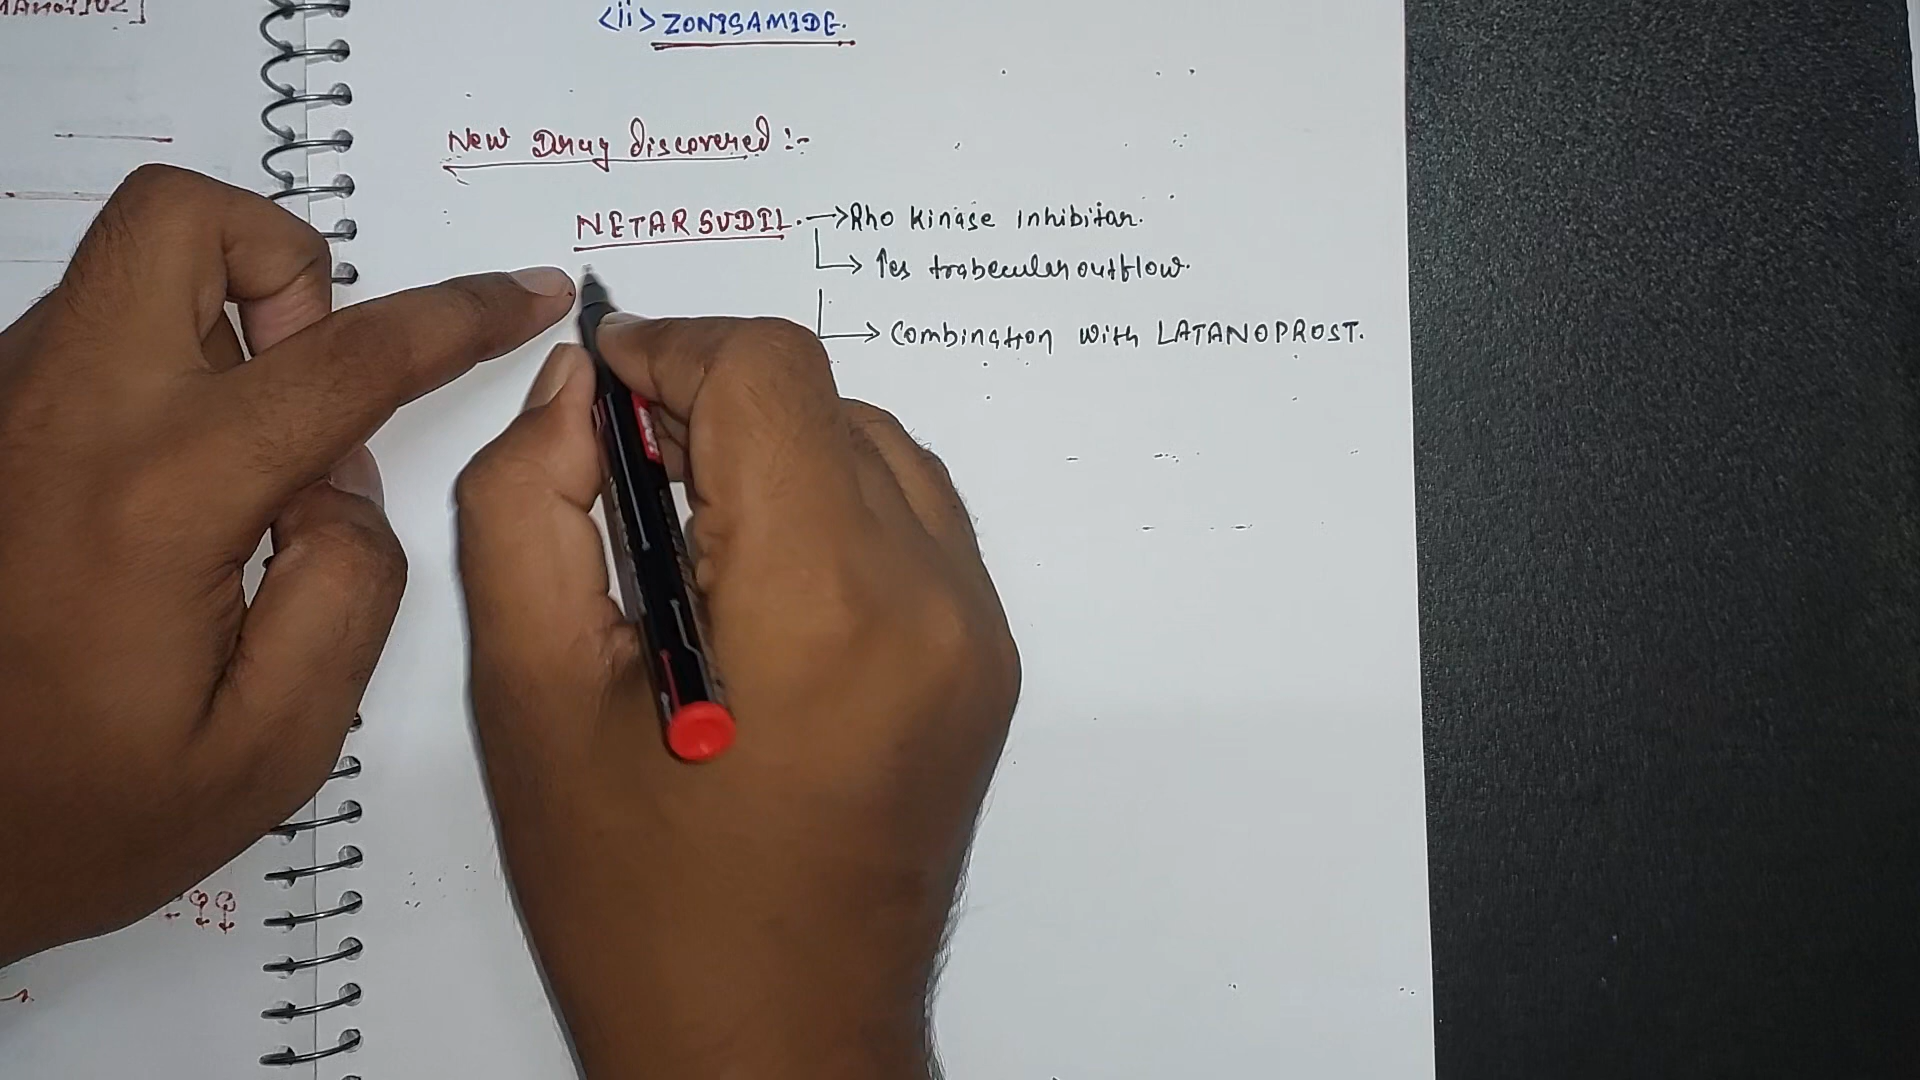 <ii> ZONISAMIDE.
New Drug discovered :-
NETARSUDIL. → Rho kinase inhibitor.
→ ↑es trabecular outflow.
→ Combination with LATANOPROST.